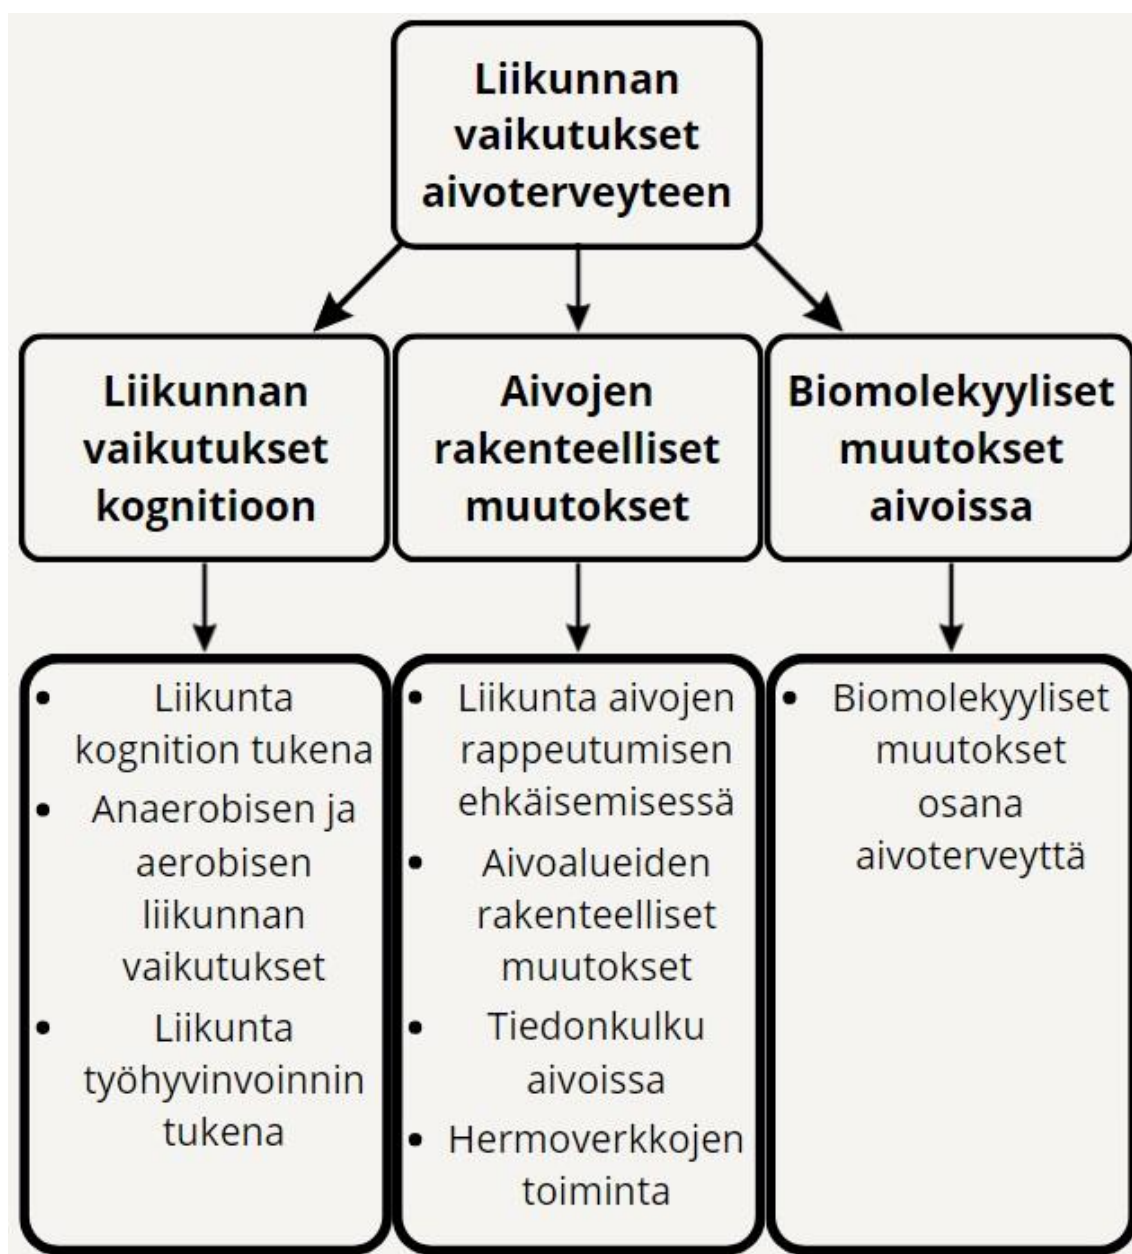 Liikunnan
vaikutukset
aivoterveyteen
Liikunnan
vaikutukset
kognitioon
Aivojen
rakenteelliset
muutokset
Biomolekyyliset
muutokset
aivoissa
• Liikunta
kognition tukena
• Anaerobisen ja
aerobisen
liikunnan
vaikutukset
• Liikunta
työhyvinvoinnin
tukena
• Liikunta aivojen
rappeutumisen
ehkäisemisessä
• Aivoalueiden
rakenteelliset
muutokset
• Tiedonkulku
aivoissa
• Hermoverkkojen
toiminta
• Biomolekyyliset
muutokset
osana
aivoterveyttä